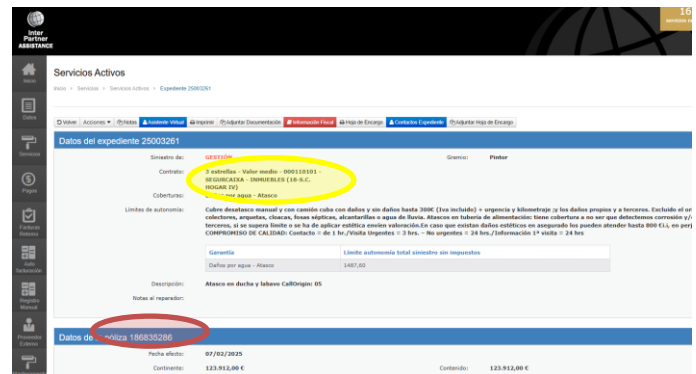 Inter
Partner
ASSISTANCE
16
Servicios Activos
Inicio > Servicios > Servicios Activos > Expediente 25003261
Volver Acciones Notas Asistente Virtual Imprimir Adjuntar Documentación Información Fiscal Hoja de Encargo Contactos Expediente Adjuntar Hoja de Encargo
Inicio
Datos
Servicios
Pagos
Facturas
Retorno
Auto
facturación
Registro
Manual
Proveedor
Externo
Datos del expediente 25003261
Siniestro de: GESTIÓN Gremio: Pintor
Contrato: 3 estrellas - Valor medio - 000110101 -
SEGURCAIXA - INMUEBLES (10-S.C.
HOGAR IV)
Coberturas: Daños por agua - Atasco
Límites de autonomía: Cubre desatasco manual y con camión cuba con daños y sin daños hasta 300€ (Iva incluido) + urgencia y kilometraje :y los daños propios y a terceros. Excluido el
colectores, arquetas, cloacas, fosas sépticas, alcantarillas o agua de lluvia. Atascos en tubería de alimentación: tiene cobertura a no ser que detectemos corrosión
terceros, si se supera límite o se ha de aplicar estética envíen valoración.En caso que existan daños estéticos en asegurado los pueden atender hasta 800 €i.i, en
COMPROMISO DE CALIDAD: Contacto = de 1 hr./Visita Urgentes = 3 hrs. - No urgentes = 24 hrs./Información 1ª visita = 24 hrs
Garantía Límite autonomía total siniestro sin impuestos
Daños por agua - Atasco 1487,60
Descripción: Atasco en ducha y labavo CallOrigin: 05
Notas al reparador:
Datos de póliza 186835286
Fecha efecto: 07/02/2025
Continente: 123.912,00 € Contenido: 123.912,00 €